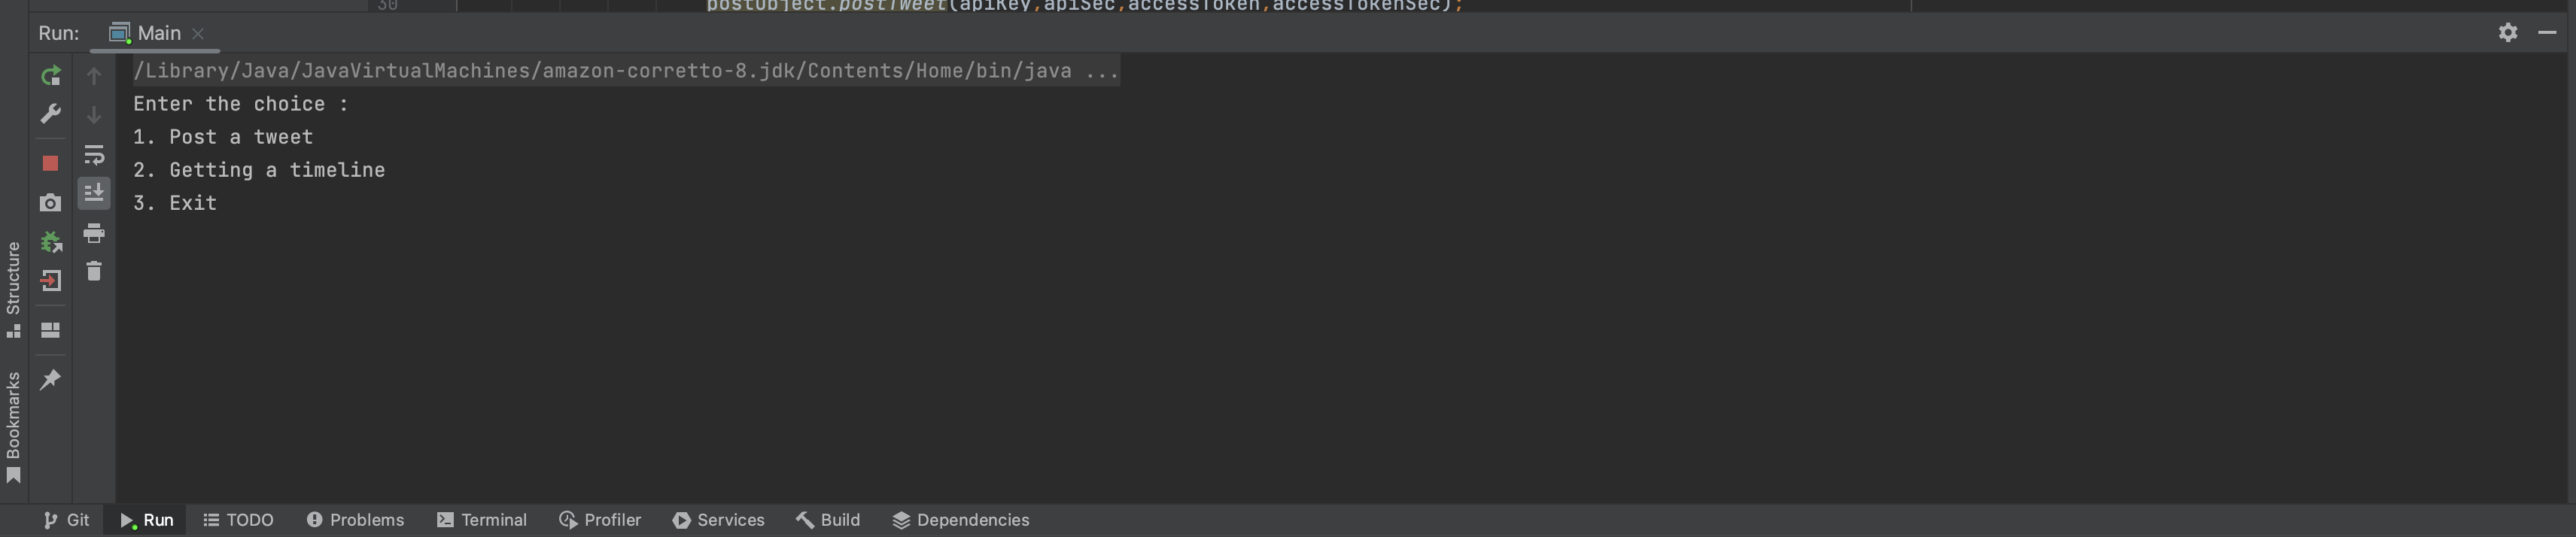 30 postObject.postTweet(apiKey,apiSec,accessToken,accessTokenSec);
Run: Main
/Library/Java/JavaVirtualMachines/amazon-corretto-8.jdk/Contents/Home/bin/java ...
Enter the choice :
1. Post a tweet
2. Getting a timeline
3. Exit
Structure
Bookmarks
Git Run TODO Problems Terminal Profiler Services Build Dependencies